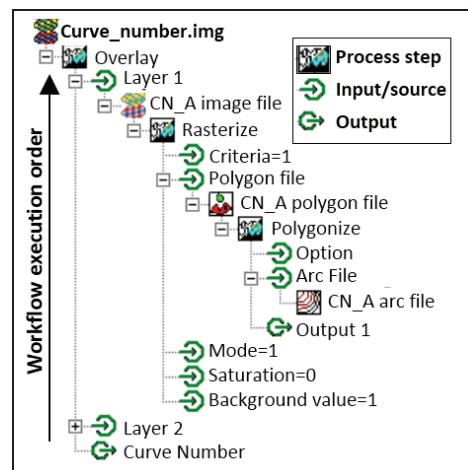 Curve_number.img
Overlay
Process step
Layer 1
Input/source
CN_A image file
Output
Rasterize
Criteria=1
Polygon file
CN_A polygon file
Polygonize
Option
Arc File
CN_A arc file
Output 1
Mode=1
Saturation=0
Background value=1
Layer 2
Curve Number
Workflow execution order